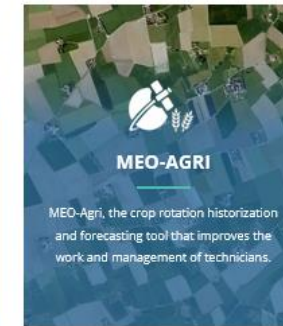 MEO-AGRI
MEO-Agri, the crop rotation historization
and forecasting tool that improves the
work and management of technicians.